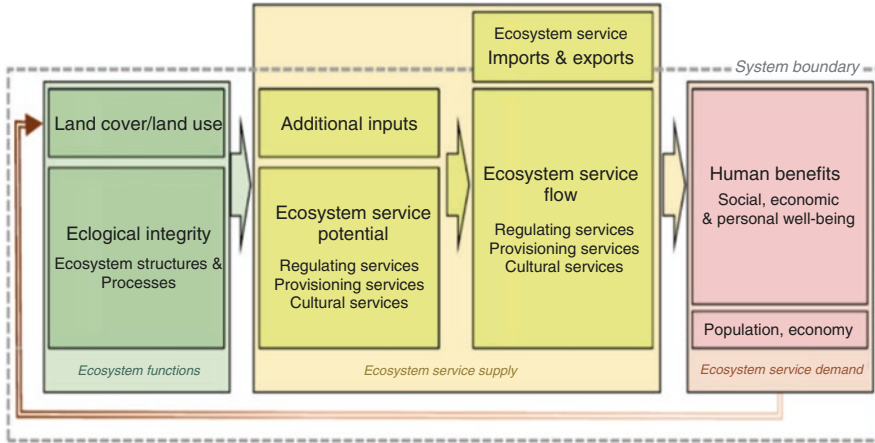 Ecosystem service
Imports & exports
System boundary
Land cover/land use
Eclogical integrity
Ecosystem structures &
Processes
Ecosystem functions
Additional inputs
Ecosystem service
potential
Regulating services
Provisioning services
Cultural services
Ecosystem service
flow
Regulating services
Provisioning services
Cultural services
Ecosystem service supply
Human benefits
Social, economic
& personal well-being
Population, economy
Ecosystem service demand